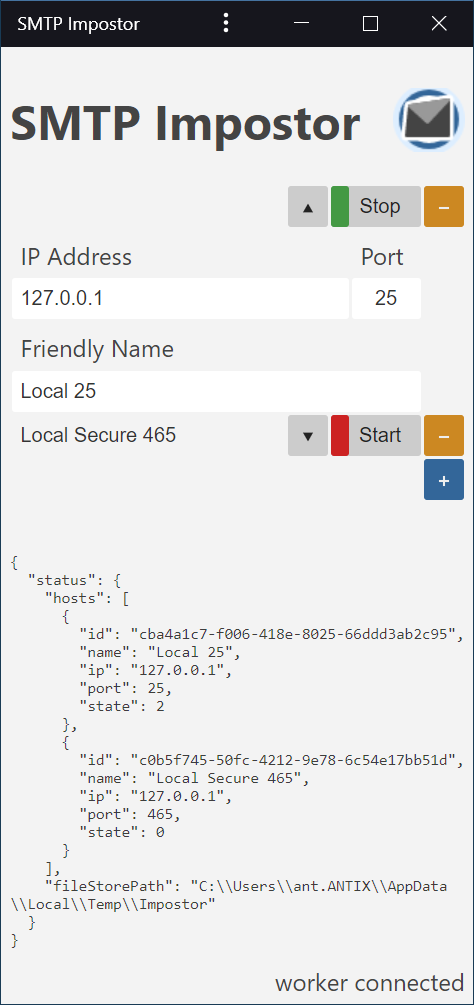 SMTP Impostor
SMTP Impostor
▲ Stop –
IP Address Port
127.0.0.1 25
Friendly Name
Local 25
Local Secure 465 ▼ Start –
+
{
  "status": {
    "hosts": [
      {
        "id": "cba4a1c7-f006-418e-8025-66ddd3ab2c95",
        "name": "Local 25",
        "ip": "127.0.0.1",
        "port": 25,
        "state": 2
      },
      {
        "id": "c0b5f745-50fc-4212-9e78-6c54e17bb51d",
        "name": "Local Secure 465",
        "ip": "127.0.0.1",
        "port": 465,
        "state": 0
      }
    ],
    "fileStorePath": "C:\\Users\\ant.ANTIX\\AppData
\\Local\\Temp\\Impostor"
  }
}
worker connected